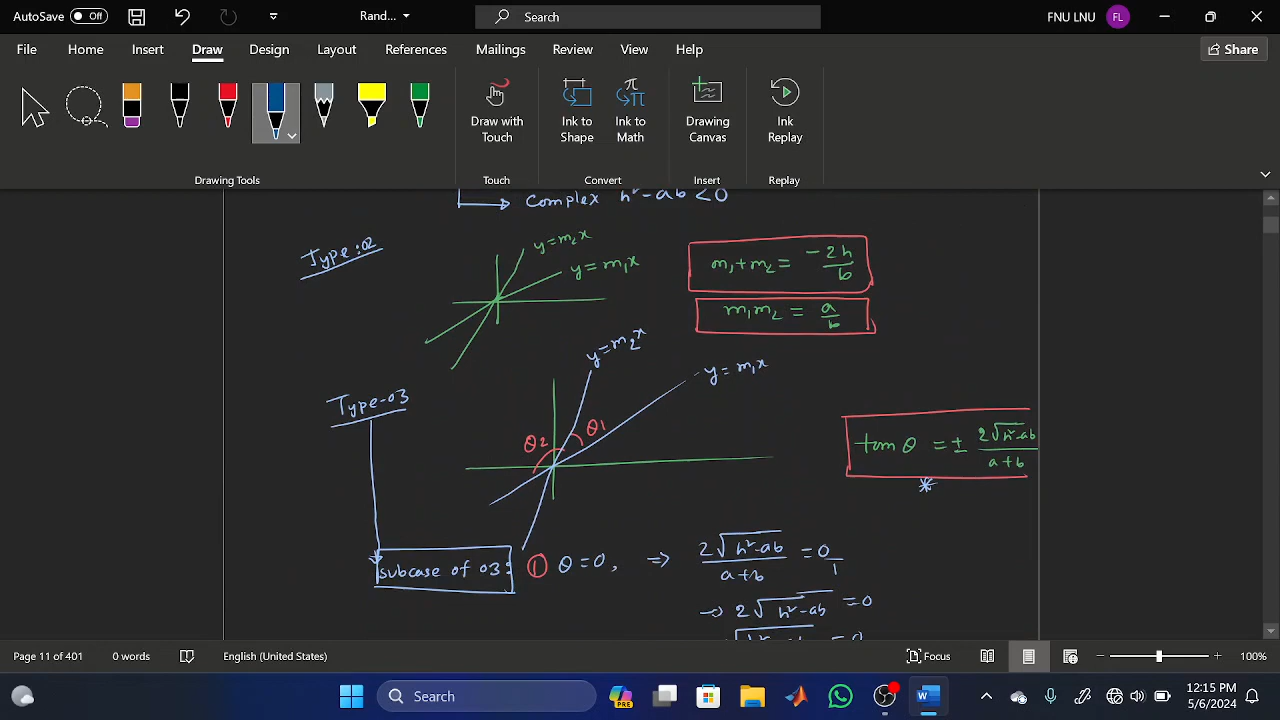 AutoSave Off Rand... Search FNU LNU FL
File Home Insert Draw Design Layout References Mailings Review View Help Share
Draw with Touch Ink to Shape Ink to Math Drawing Canvas Ink Replay
Drawing Tools Touch Convert Insert Replay
complex h²-ab<0
Type:02
y=m₂x
y=m₁x
m₁+m₂ = -2h/b
m₁m₂ = a/b
Type-03
y=m₂x
y=m₁x
θ2 θ1
tan θ = ± 2√h²-ab / a+b
*
subcase of 03: ① θ=0, ⇒ 2√h²-ab / a+b = 0/1
→ 2√h²-ab = 0
Page 11 of 401 0 words English (United States) Focus 100%
Search PRE 12:15 PM
5/6/2024